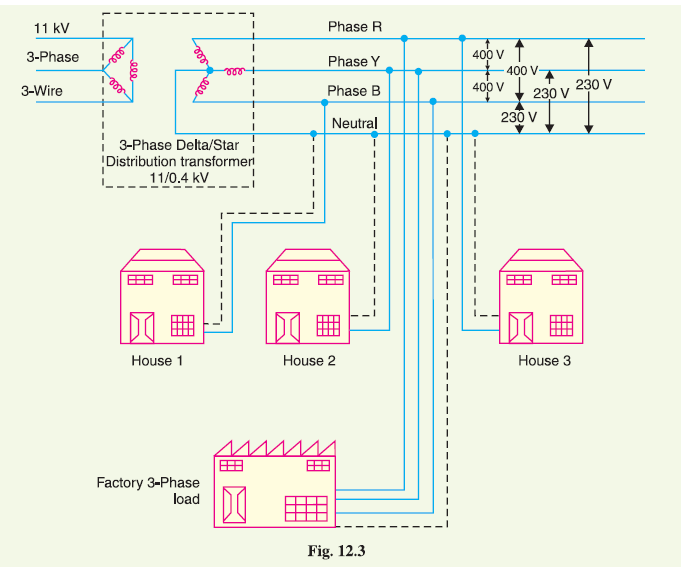 11 kV
3-Phase
3-Wire
3-Phase Delta/Star
Distribution transformer
11/0.4 kV
Phase R
Phase Y
Phase B
Neutral
400 V
400 V
400 V
230 V
230 V
230 V
House 1
House 2
House 3
Factory 3-Phase
load
Fig. 12.3